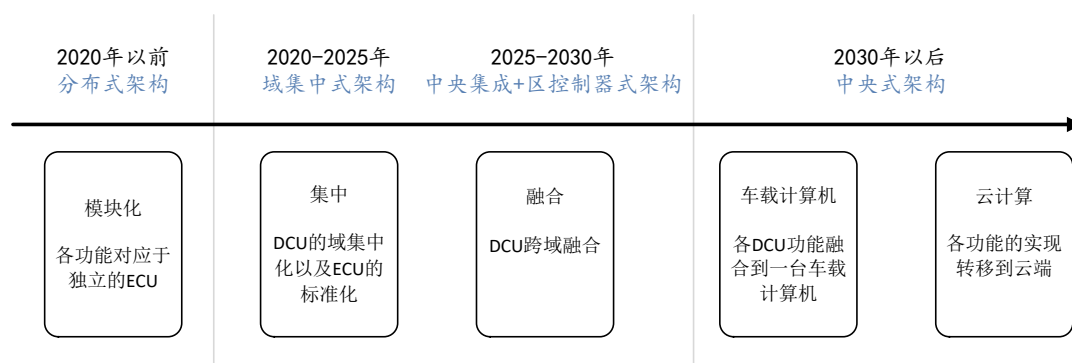 2020年以前
分布式架构
2020-2025年
域集中式架构
2025-2030年
中央集成+区控制器式架构
2030年以后
中央式架构
模块化
各功能对应于
独立的ECU
集中
DCU的域集中
化以及ECU的
标准化
融合
DCU跨域融合
车载计算机
各DCU功能融
合到一台车载
计算机
云计算
各功能的实现
转移到云端